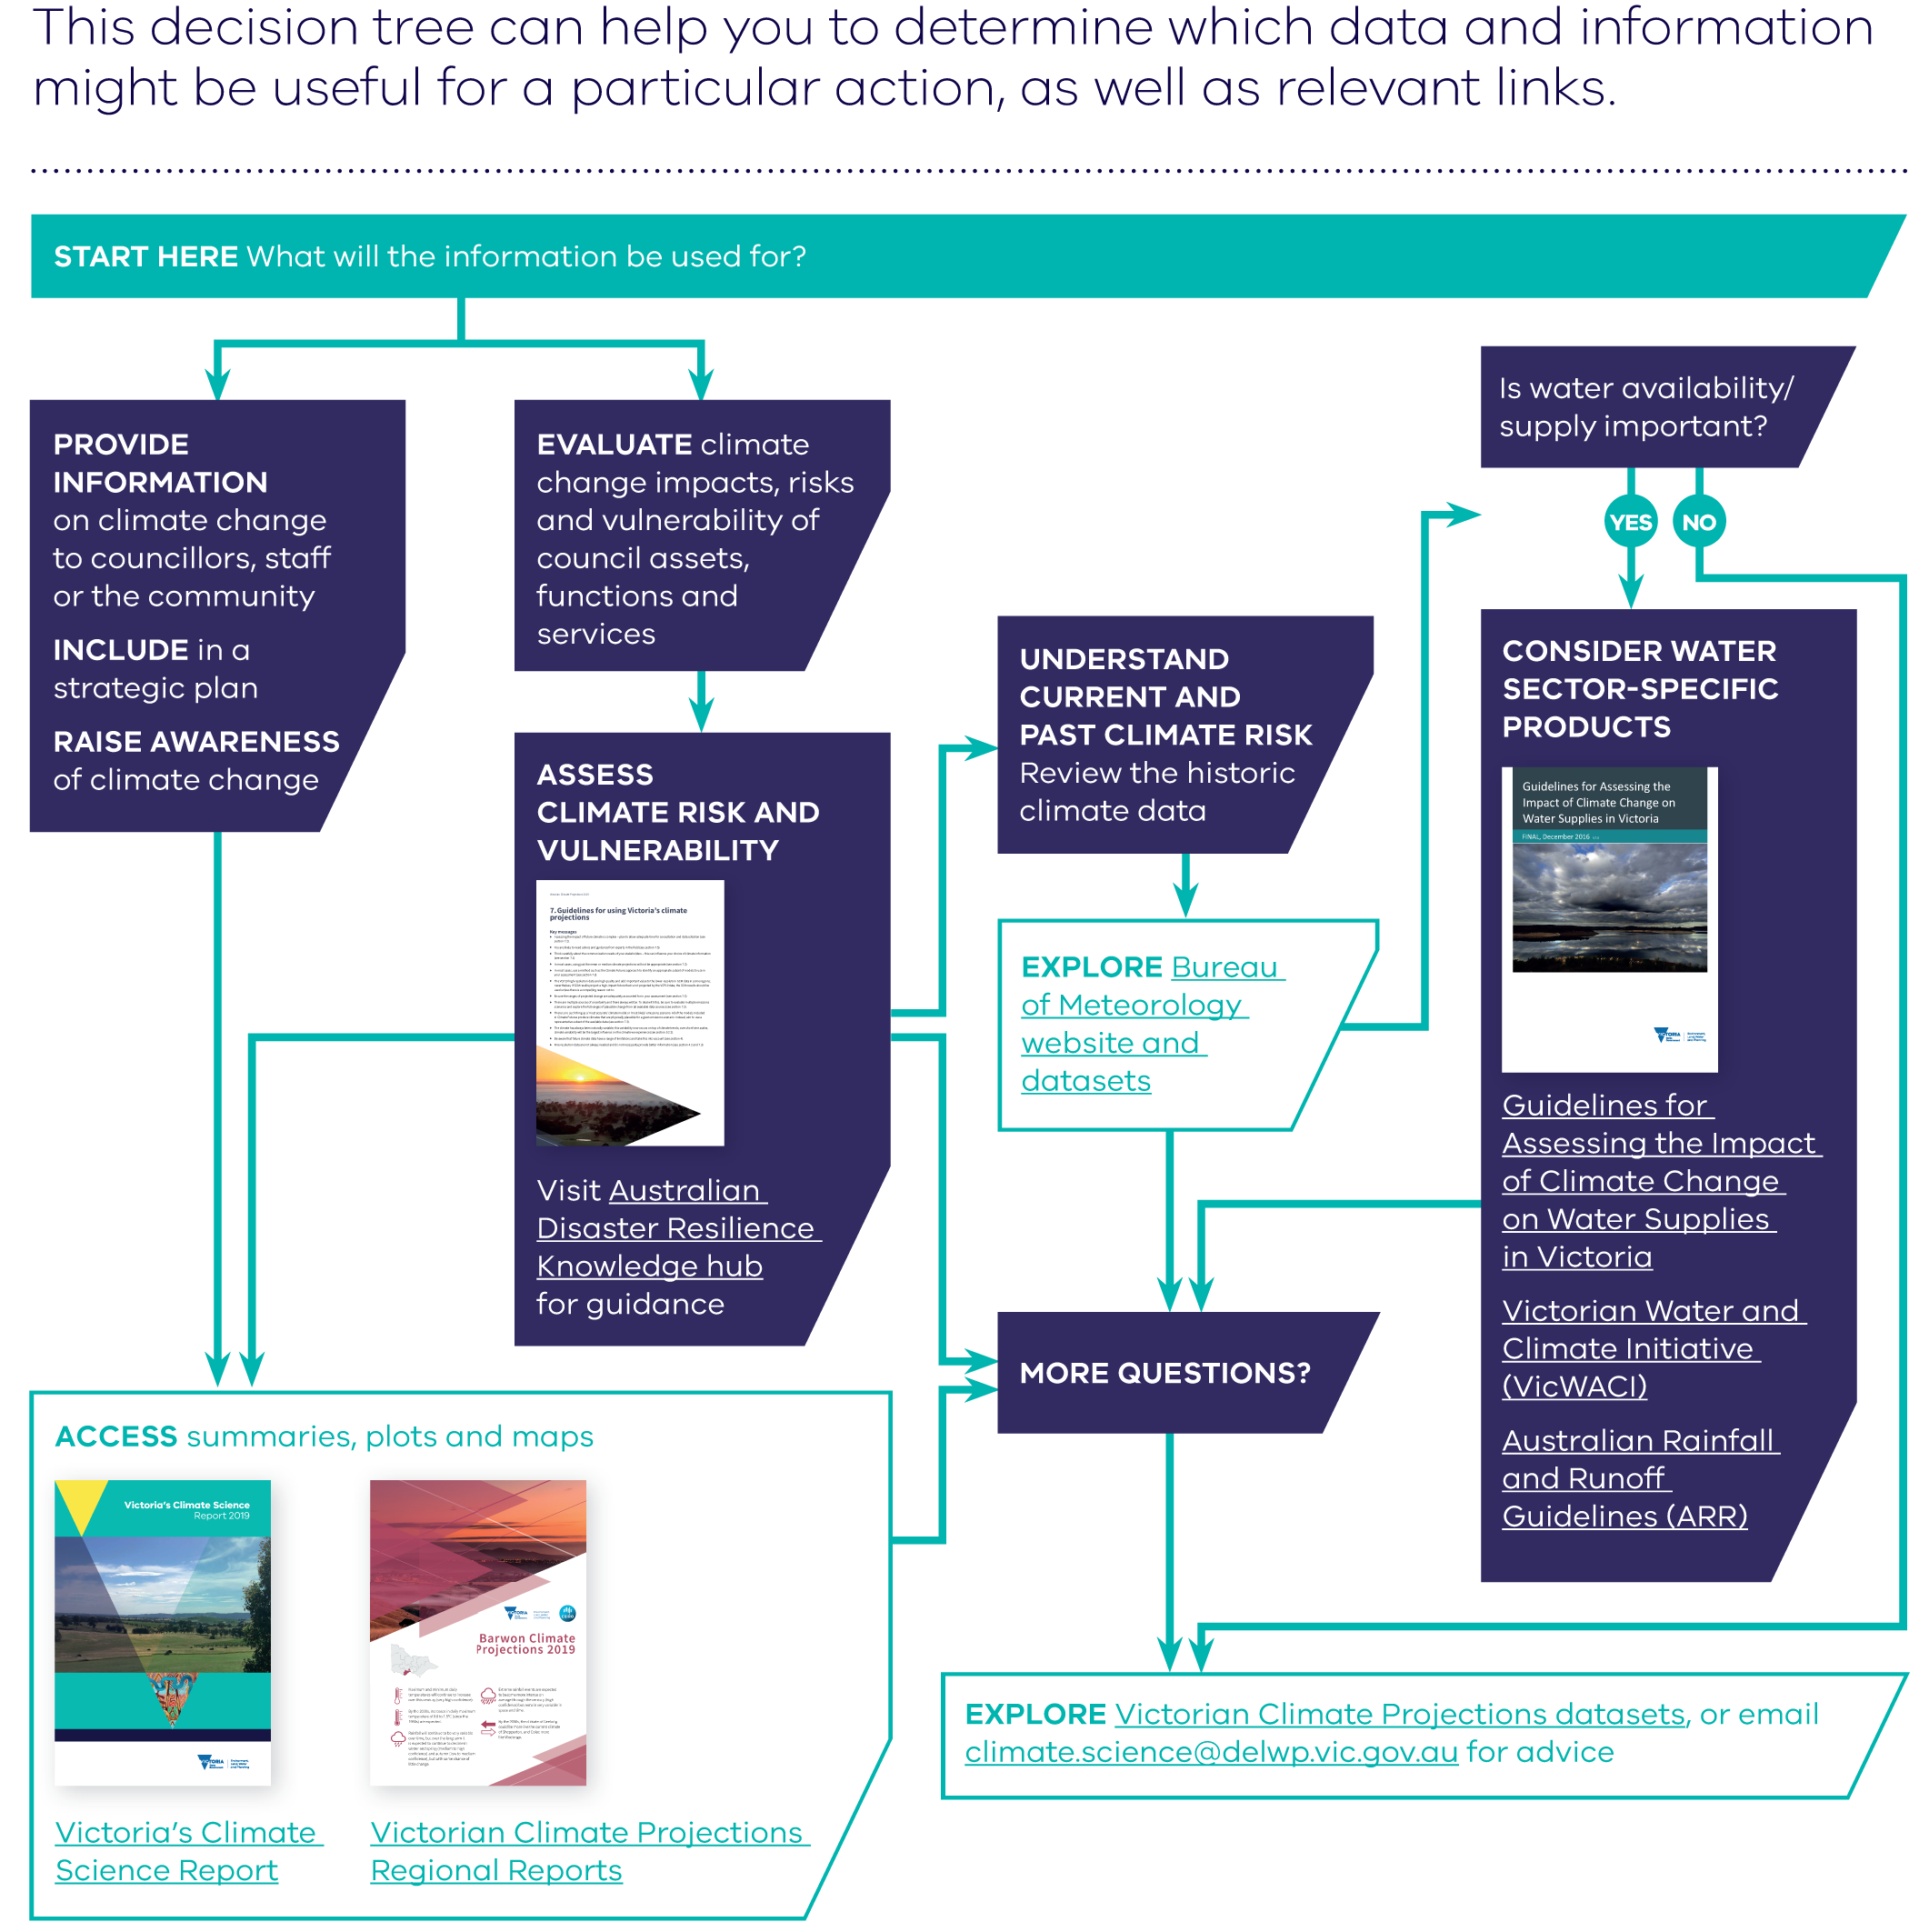 This decision tree can help you to determine which data and information
might be useful for a particular action, as well as relevant links.
START HERE What will the information be used for?
PROVIDE
INFORMATION
on climate change
to councillors, staff
or the community
INCLUDE in a
strategic plan
RAISE AWARENESS
of climate change
EVALUATE climate
change impacts, risks
and vulnerability of
council assets,
functions and
services
ASSESS
CLIMATE RISK AND
VULNERABILITY
7. Guidelines for using Victoria's climate
projections
Key messages
Visit Australian
Disaster Resilience
Knowledge hub
for guidance
UNDERSTAND
CURRENT AND
PAST CLIMATE RISK
Review the historic
climate data
EXPLORE Bureau
of Meteorology
website and
datasets
Is water availability/
supply important?
YES
NO
CONSIDER WATER
SECTOR-SPECIFIC
PRODUCTS
Guidelines for Assessing the
Impact of Climate Change on
Water Supplies in Victoria
FINAL, December 2016
VICTORIA
Guidelines for
Assessing the Impact
of Climate Change
on Water Supplies
in Victoria
Victorian Water and
Climate Initiative
(VicWACI)
Australian Rainfall
and Runoff
Guidelines (ARR)
MORE QUESTIONS?
ACCESS summaries, plots and maps
Victoria's Climate Science
Report 2019
VICTORIA
Barwon Climate
Projections 2019
VICTORIA
Victoria's Climate
Science Report
Victorian Climate Projections
Regional Reports
EXPLORE Victorian Climate Projections datasets, or email
climate.science@delwp.vic.gov.au for advice